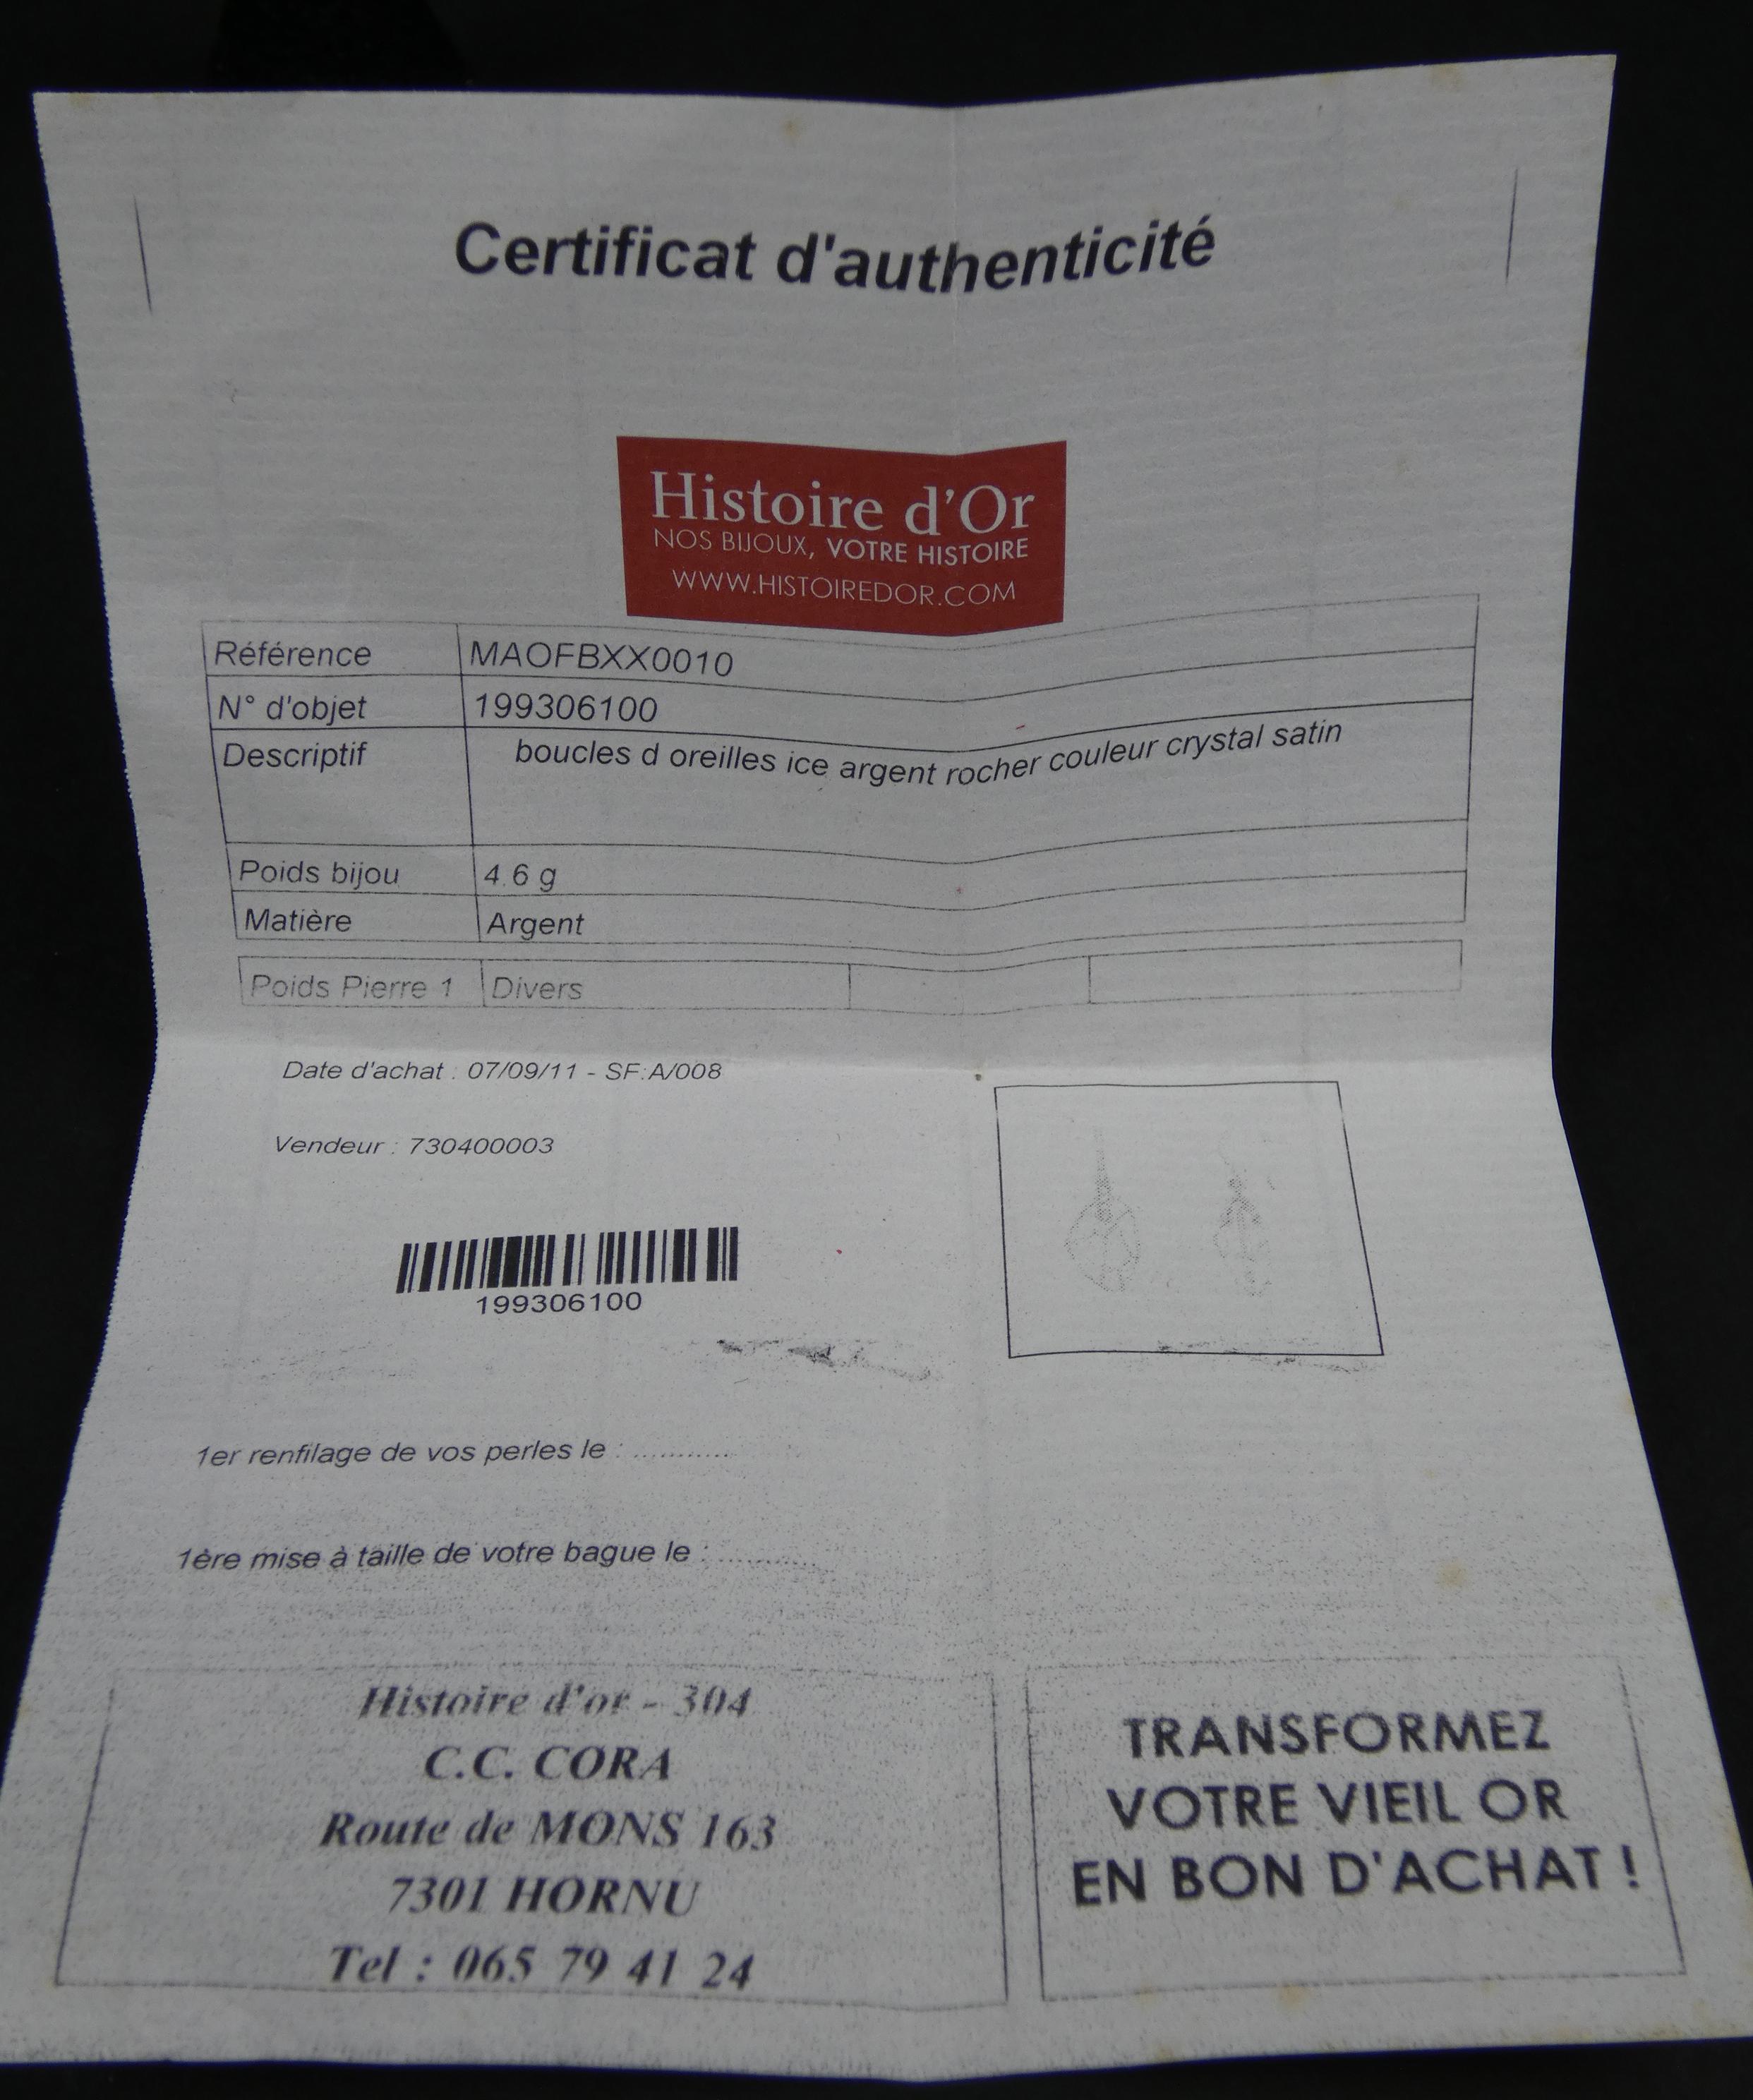 Certificat d'authenticité
Histoire d'Or
NOS BIJOUX, VOTRE HISTOIRE
WWW.HISTOIREDOR.COM
Référence MAOFBXX0010
N° d'objet 199306100
Descriptif boucles d oreilles ice argent rocher couleur crystal satin
Poids bijou 4.6 g
Matière Argent
Poids Pierre 1 Divers
Date d'achat : 07/09/11 - SF:A/008
Vendeur : 730400003
199306100
1er renfilage de vos perles le : ............
1ère mise à taille de votre bague le : ............
Histoire d'or - 304
C.C. CORA
Route de MONS 163
7301 HORNU
Tel : 065 79 41 24
TRANSFORMEZ
VOTRE VIEIL OR
EN BON D'ACHAT !